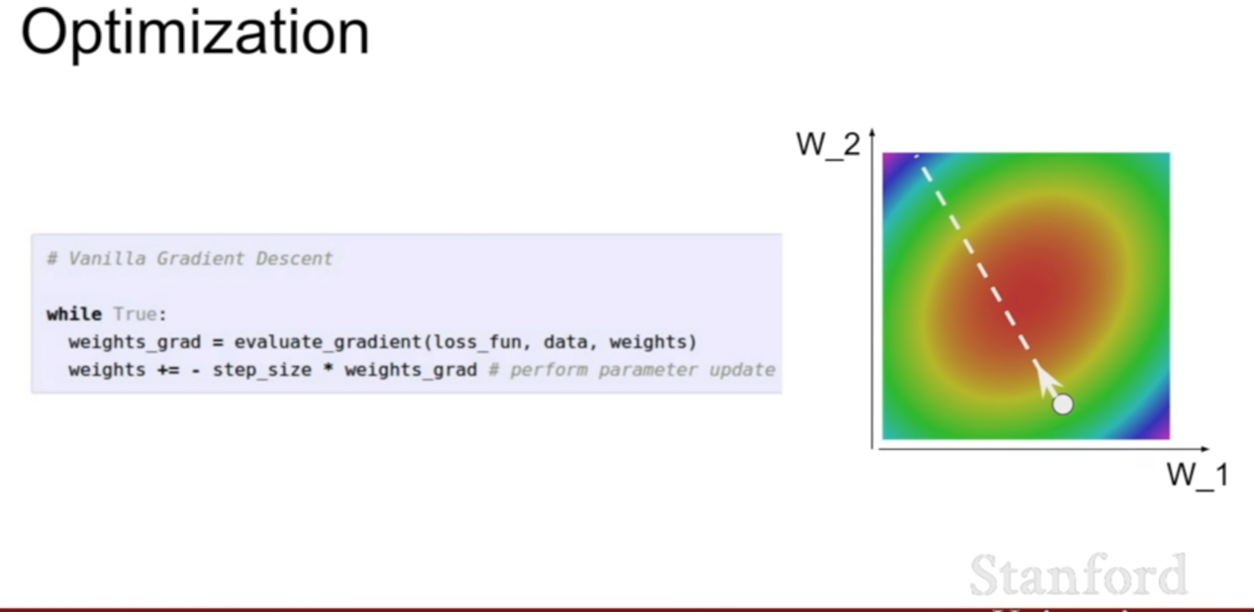 Optimization
W_2
# Vanilla Gradient Descent
while True:
weights_grad = evaluate_gradient(loss_fun, data, weights)
weights += - step_size * weights_grad # perform parameter update
W_1
Stanford